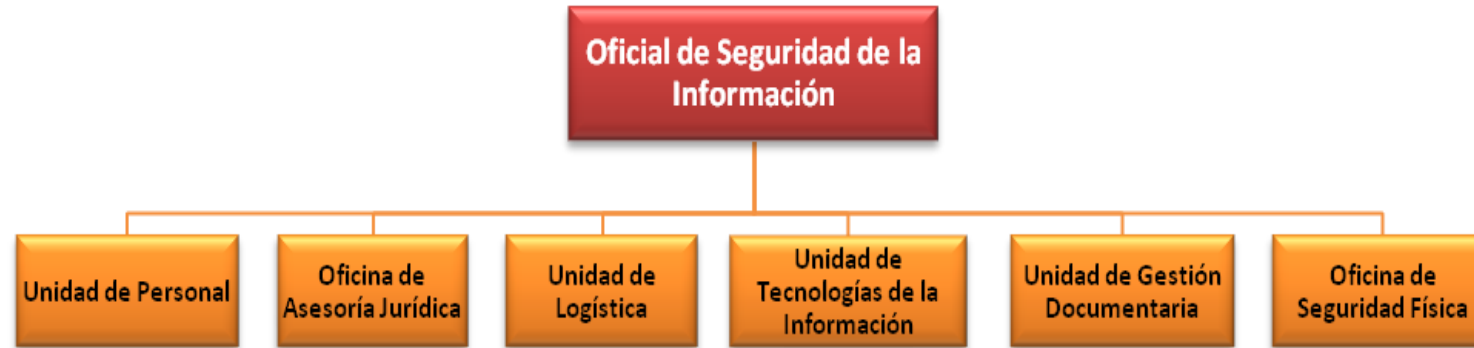 Oficial de Seguridad de la
Información
Unidad de Personal
Oficina de
Asesoría Jurídica
Unidad de
Logística
Unidad de
Tecnologías de la
Información
Unidad de Gestión
Documentaria
Oficina de
Seguridad Física